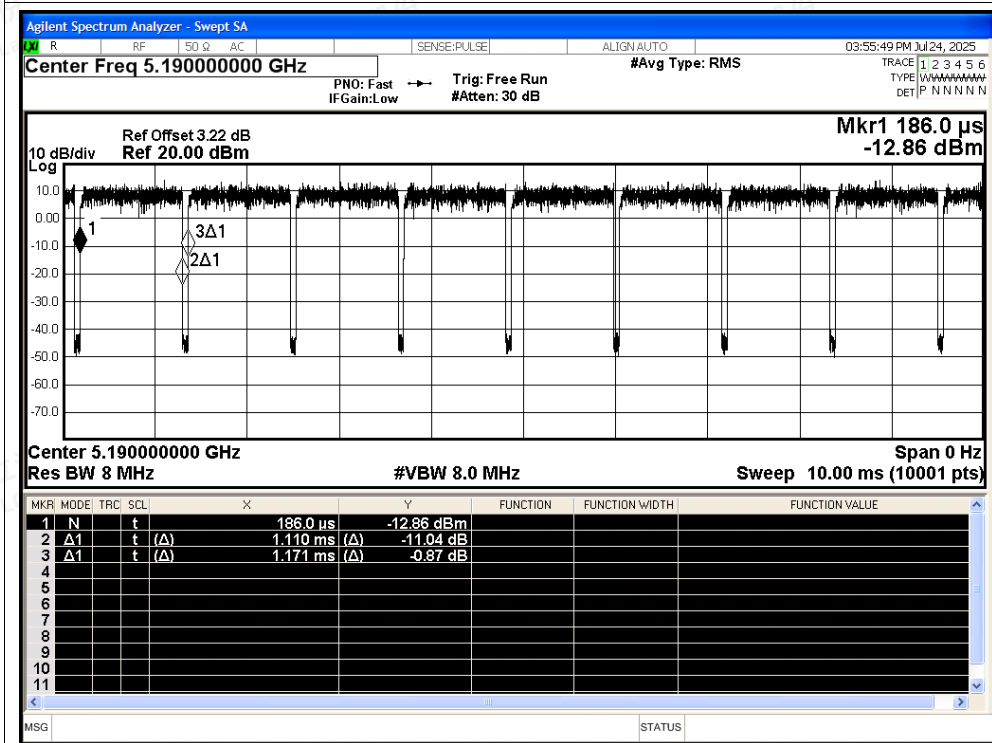 Agilent Spectrum Analyzer - Swept SA
LXI R RF 50 Ω AC SENSE:PULSE ALIGN AUTO 03:55:49 PM Jul 24, 2025
Center Freq 5.190000000 GHz #Avg Type: RMS TRACE 1 2 3 4 5 6
PNO: Fast Trig: Free Run TYPE
IFGain:Low #Atten: 30 dB DET P N N N N N
Mkr1 186.0 µs
Ref Offset 3.22 dB
10 dB/div Ref 20.00 dBm -12.86 dBm
Log
10.0
0.00
1 3Δ1
-10.0
2Δ1
-20.0
-30.0
-40.0
-50.0
-60.0
-70.0
Center 5.190000000 GHz Span 0 Hz
Res BW 8 MHz #VBW 8.0 MHz Sweep 10.00 ms (10001 pts)
MKR MODE TRC SCL X Y FUNCTION FUNCTION WIDTH FUNCTION VALUE
1 N t 186.0 µs -12.86 dBm
2 Δ1 t (Δ) 1.110 ms (Δ) -11.04 dB
3 Δ1 t (Δ) 1.171 ms (Δ) -0.87 dB
4
5
6
7
8
9
10
11
MSG STATUS